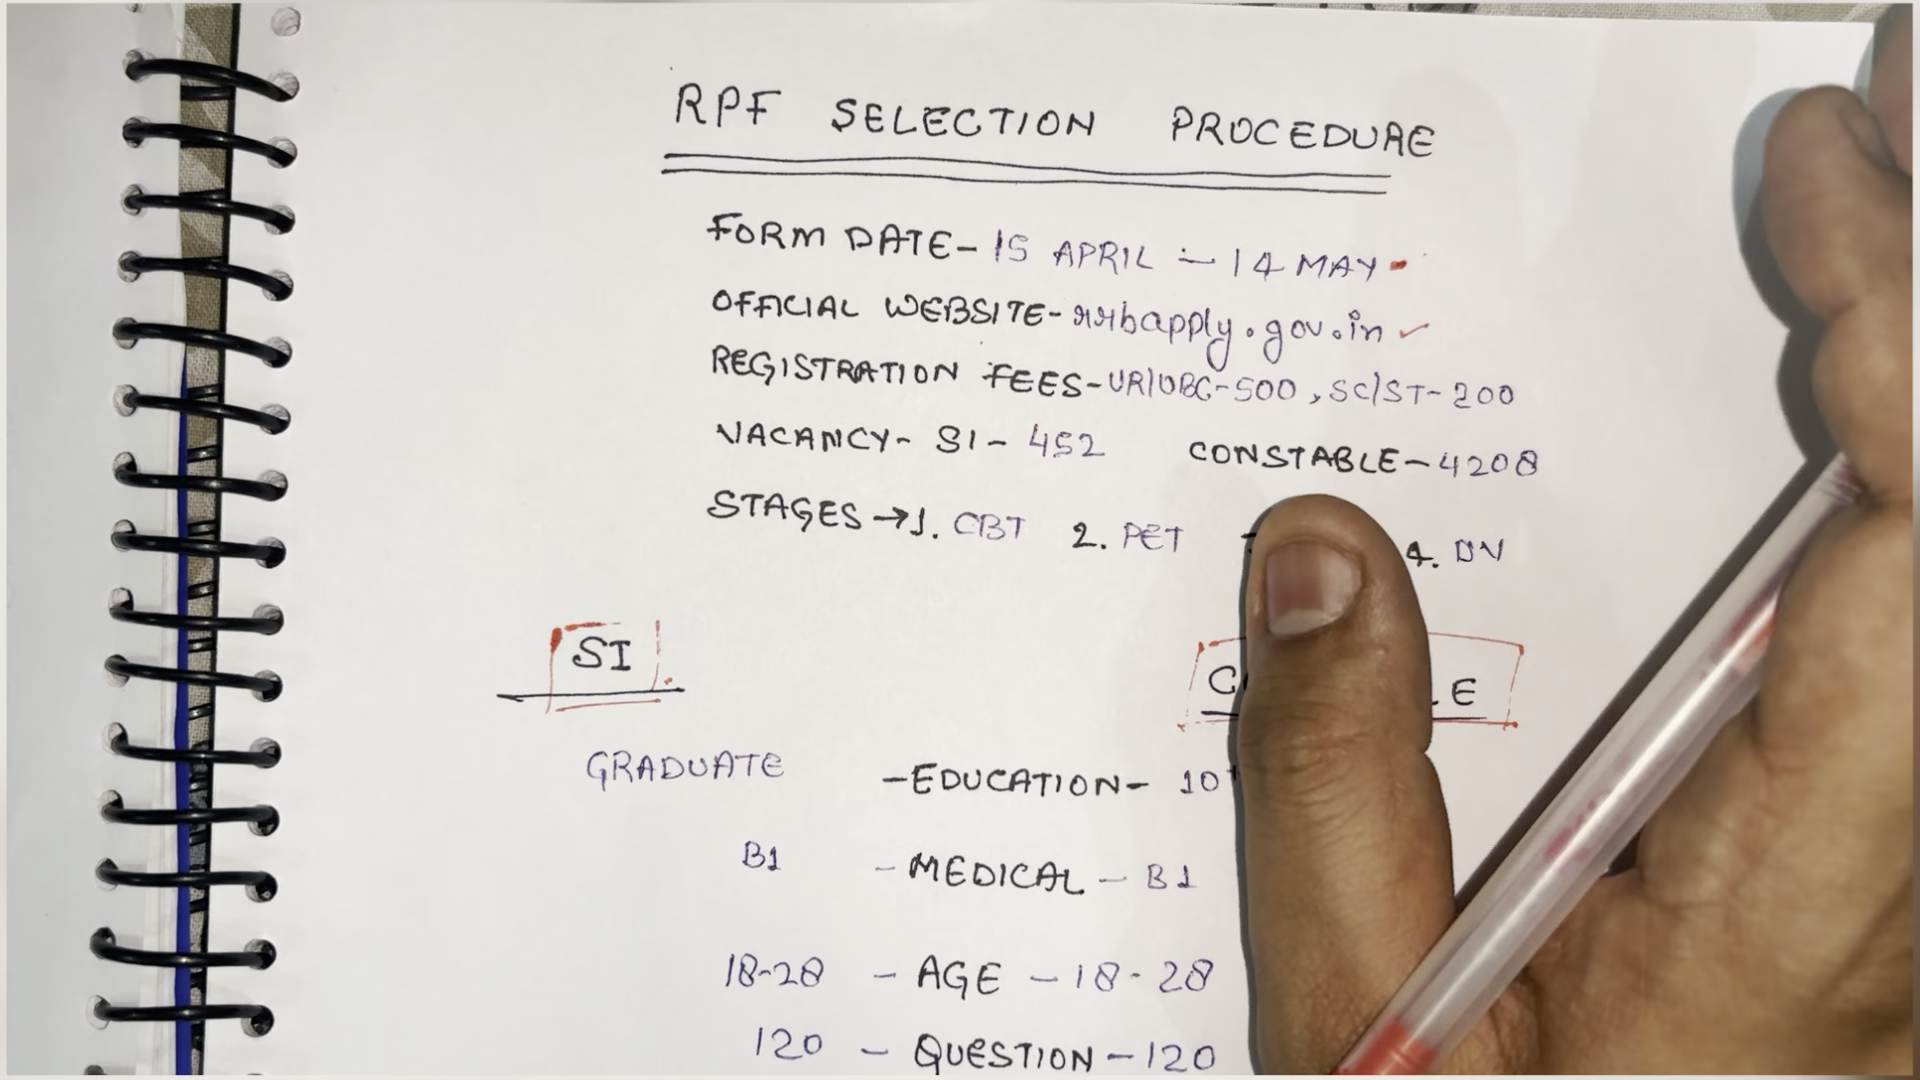 RPF SELECTION PROCEDURE
FORM DATE- 15 APRIL - 14 MAY
OFFICIAL WEBSITE- rrbapply.gov.in
REGISTRATION FEES-UR/OBC-500, SC/ST-200
VACANCY- SI- 452 CONSTABLE-4208
STAGES →1. CBT 2. PET 4. DV
SI
GRADUATE -EDUCATION- 10
B1 - MEDICAL - B1
18-28 - AGE - 18-28
120 - QUESTION - 120